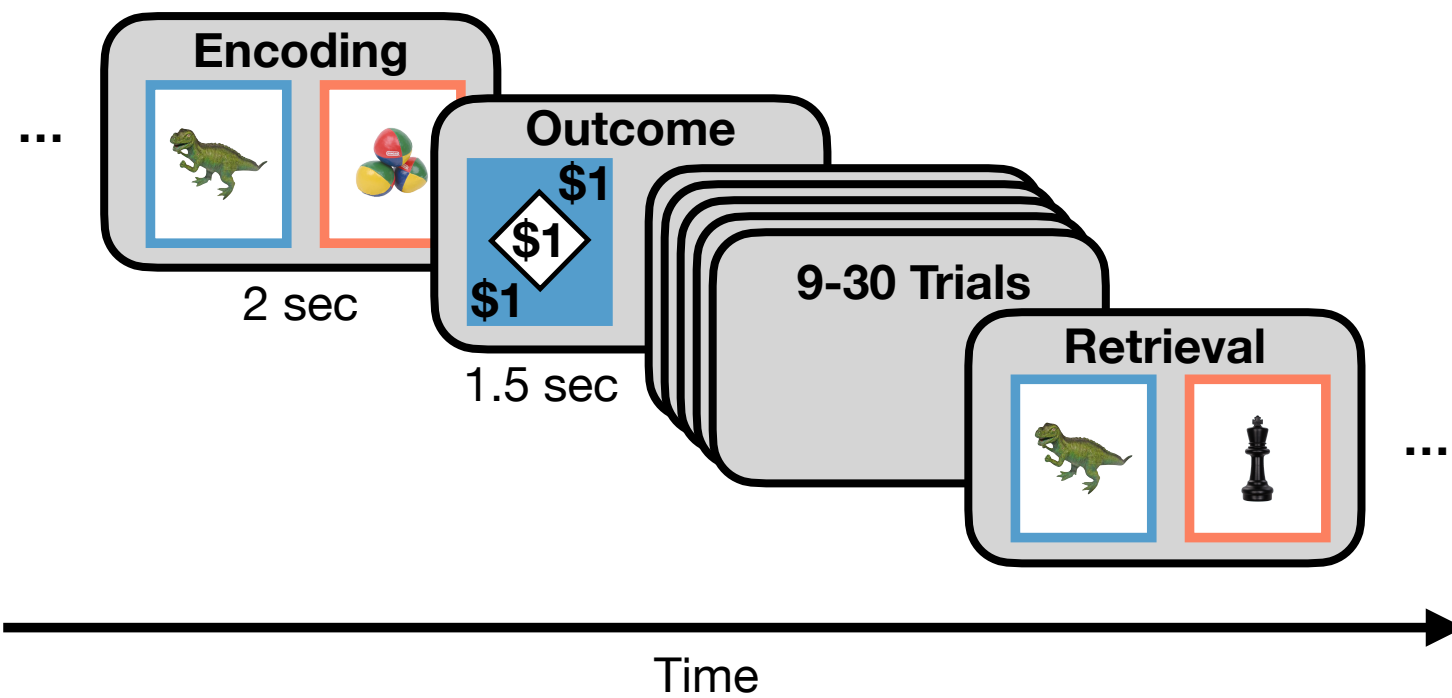 Encoding
...
2 sec
Outcome
$1
$1
$1
1.5 sec
9-30 Trials
Retrieval
...
Time